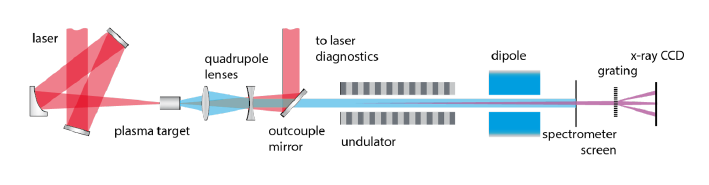 laser
plasma target
quadrupole
lenses
to laser
diagnostics
outcouple
mirror
undulator
dipole
spectrometer
screen
grating
x-ray CCD